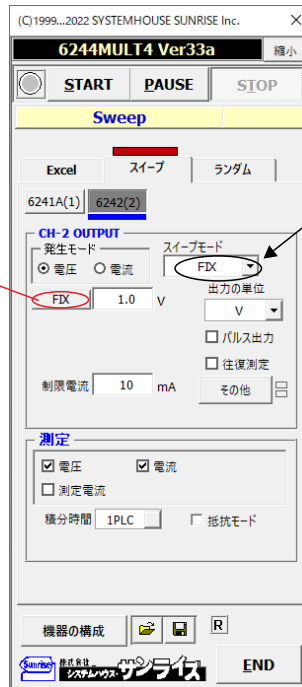 (C)1999...2022 SYSTEMHOUSE SUNRISE Inc. ×
6244MULT4 Ver33a 縮小
START PAUSE STOP
Sweep
Excel スイープ ランダム
6241A(1) 6242(2)
CH-2 OUTPUT
発生モード スイープモード
電圧 電流 FIX
FIX 1.0 V 出力の単位
V
パルス出力
往復測定
制限電流 10 mA その他
測定
電圧 電流
測定電流
積分時間 1PLC 抵抗モード
機器の構成 R
Sunrise 株式会社 システムハウス・サンライズ END